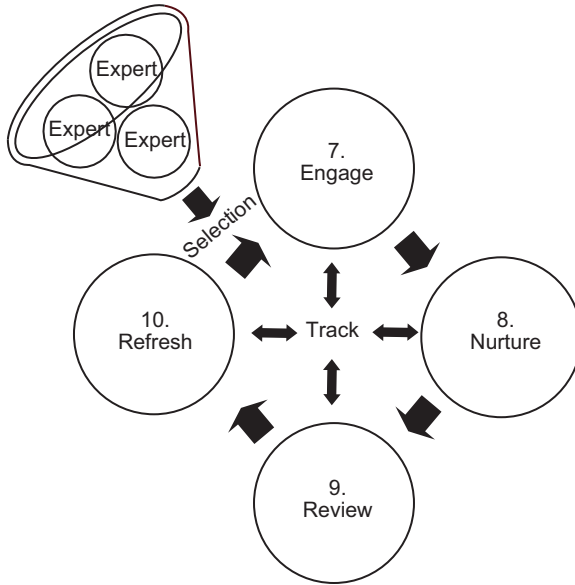 Expert
Expert
Expert
Selection
7.
Engage
10.
Refresh
Track
8.
Nurture
9.
Review